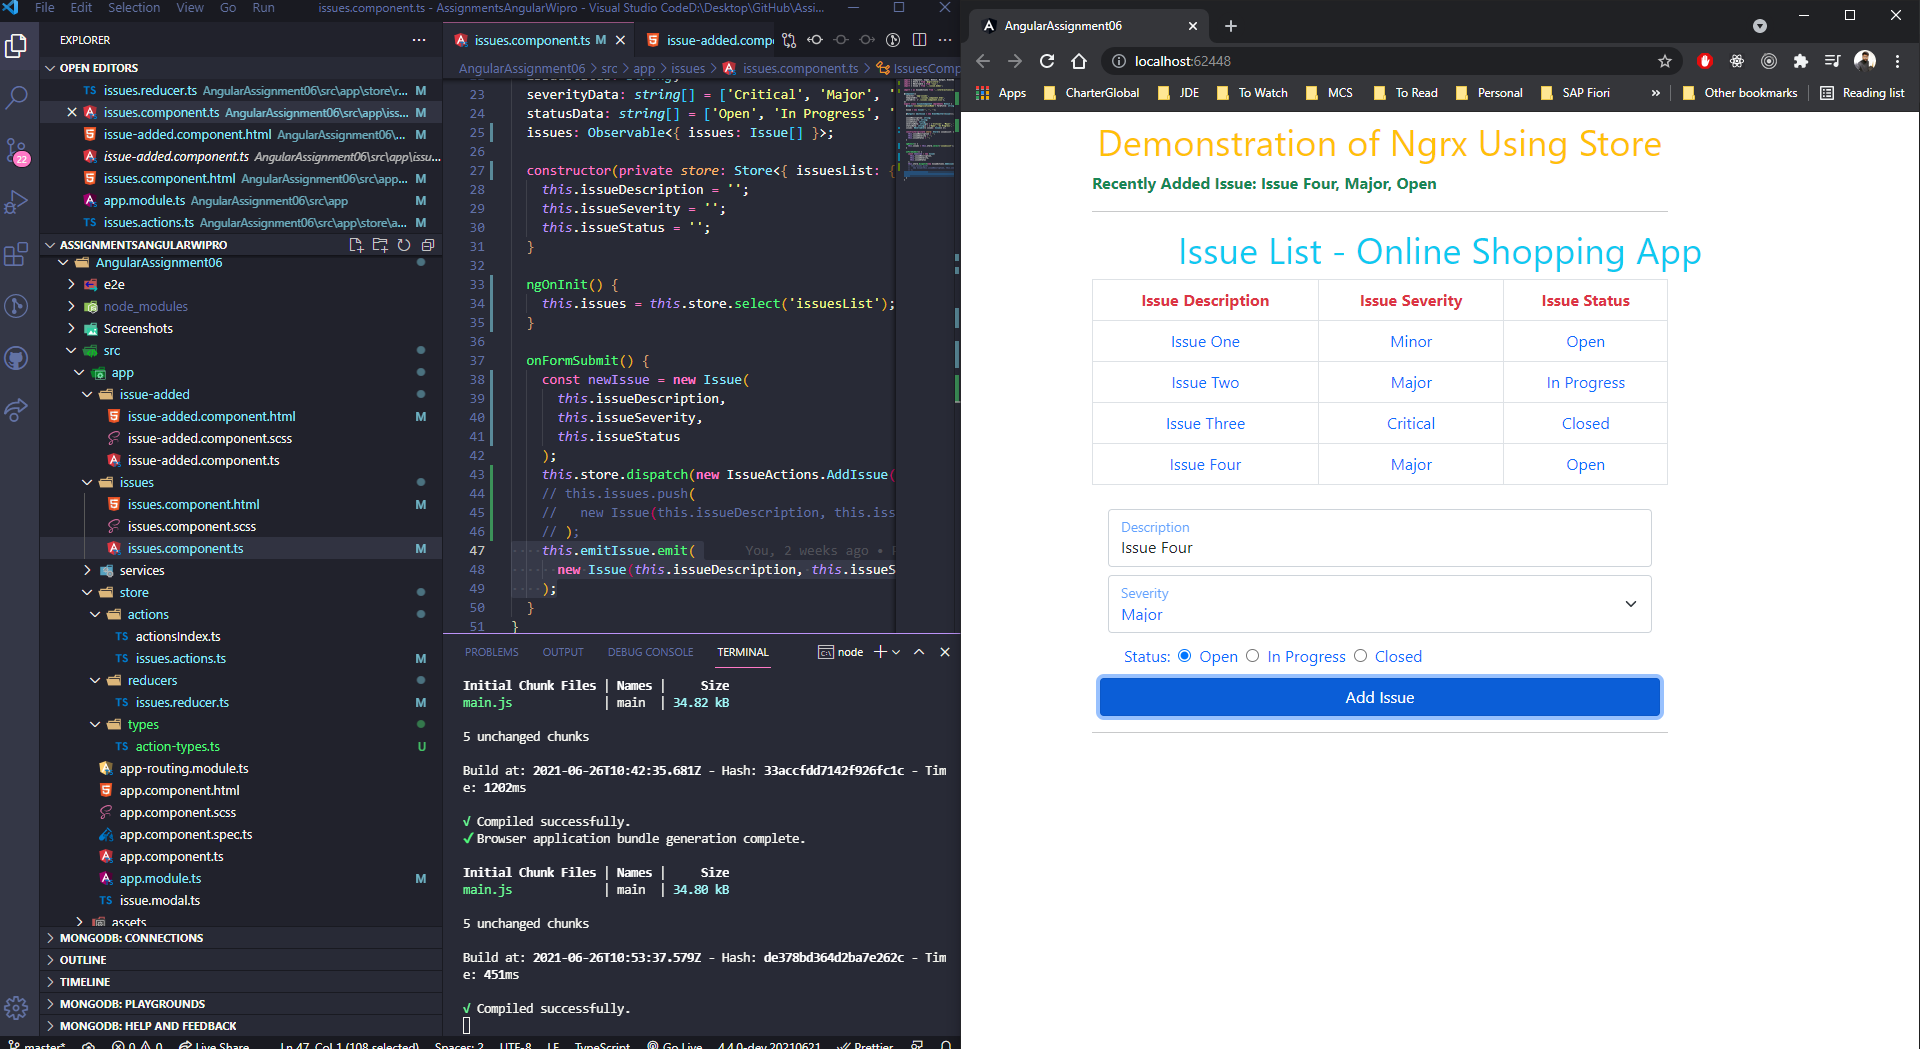 File Edit Selection View Go Run issues.component.ts - AssignmentsAngularWipro - Visual Studio CodeD:\Desktop\GitHub\Assi...
EXPLORER
OPEN EDITORS
issues.reducer.ts AngularAssignment06\src\app\store\r... M
issues.component.ts AngularAssignment06\src\app\iss... M
issue-added.component.html AngularAssignment06\... M
issue-added.component.ts AngularAssignment06\src\app\issu...
issues.component.html AngularAssignment06\src\app... M
app.module.ts AngularAssignment06\src\app M
issues.actions.ts AngularAssignment06\src\app\store\a... M
ASSIGNMENTSANGULARWIPRO
AngularAssignment06
e2e
node_modules
Screenshots
src
app
issue-added
issue-added.component.html M
issue-added.component.scss
issue-added.component.ts
issues
issues.component.html M
issues.component.scss
issues.component.ts M
services
store
actions
actionsIndex.ts
issues.actions.ts M
reducers
issues.reducer.ts M
types
action-types.ts U
app-routing.module.ts
app.component.html
app.component.scss
app.component.spec.ts
app.component.ts
app.module.ts M
issue.modal.ts
assets
MONGODB: CONNECTIONS
OUTLINE
TIMELINE
MONGODB: PLAYGROUNDS
MONGODB: HELP AND FEEDBACK
22
issues.component.ts M
issue-added.comp
AngularAssignment06 > src > app > issues > issues.component.ts > IssuesComp
23 severityData: string[] = ['Critical', 'Major', '
24 statusData: string[] = ['Open', 'In Progress', '
25 issues: Observable<{ issues: Issue[] }>;
26
27 constructor(private store: Store<{ issuesList: {
28 this.issueDescription = '';
29 this.issueSeverity = '';
30 this.issueStatus = '';
31 }
32
33 ngOnInit() {
34 this.issues = this.store.select('issuesList');
35 }
36
37 onFormSubmit() {
38 const newIssue = new Issue(
39 this.issueDescription,
40 this.issueSeverity,
41 this.issueStatus
42 );
43 this.store.dispatch(new IssueActions.AddIssue(
44 // this.issues.push(
45 // new Issue(this.issueDescription, this.iss
46 // );
47 this.emitIssue.emit( You, 2 weeks ago •
48 new Issue(this.issueDescription, this.issueS
49 );
50 }
51 }
PROBLEMS OUTPUT DEBUG CONSOLE TERMINAL node
Initial Chunk Files | Names | Size
main.js | main | 34.82 kB
5 unchanged chunks
Build at: 2021-06-26T10:42:35.681Z - Hash: 33accfdd7142f926fc1c - Tim
e: 1202ms
√ Compiled successfully.
✔ Browser application bundle generation complete.
Initial Chunk Files | Names | Size
main.js | main | 34.80 kB
5 unchanged chunks
Build at: 2021-06-26T10:53:37.579Z - Hash: de378bd364d2ba7e262c - Tim
e: 451ms
√ Compiled successfully.
master* 0 0 Live Share Ln 47, Col 1 (108 selected) Spaces: 2 UTF-8 LF TypeScript Go Live 4.4.0-dev.20210621 Prettier
AngularAssignment06
localhost:62448
Apps CharterGlobal JDE To Watch MCS To Read Personal SAP Fiori » Other bookmarks Reading list
Demonstration of Ngrx Using Store
Recently Added Issue: Issue Four, Major, Open
Issue List - Online Shopping App
Issue Description Issue Severity Issue Status
Issue One Minor Open
Issue Two Major In Progress
Issue Three Critical Closed
Issue Four Major Open
Description
Issue Four
Severity
Major
Status: Open In Progress Closed
Add Issue